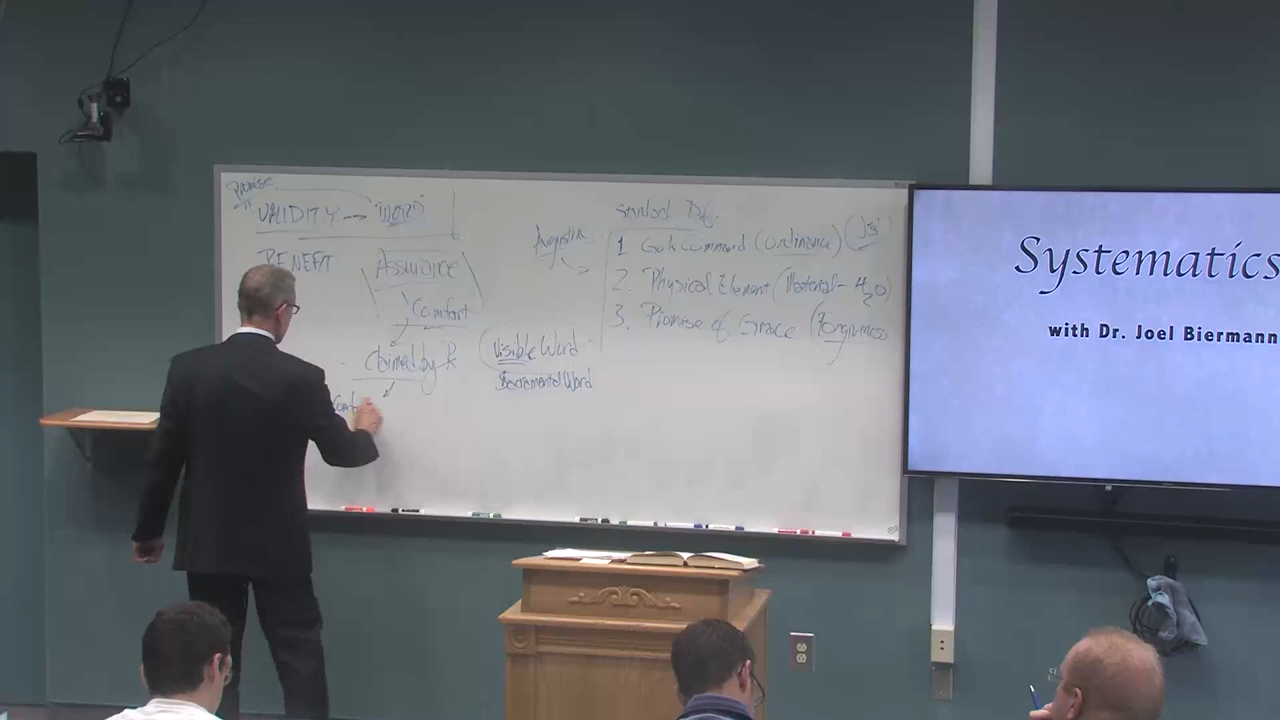 Promise
VALIDITY → "WORD"
BENEFIT
Assurance
Comfort
Claimed by
Visible Word
Sacramental Word
Augustine
Standard Def.
1 God's Command (ordinance)
2. Physical Element (Material - H2O)
3. Promise of Grace (Forgiveness
Systematics
with Dr. Joel Biermann